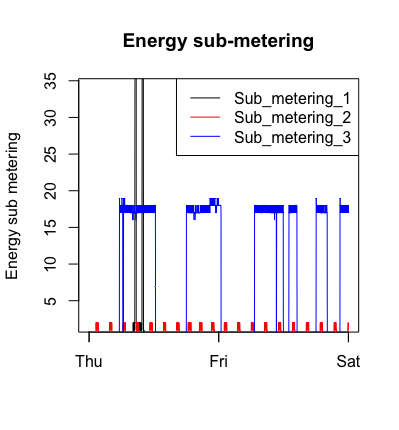 Energy sub-metering
Energy sub metering
35
30
25
20
15
10
5
Sub_metering_1
Sub_metering_2
Sub_metering_3
Thu Fri Sat